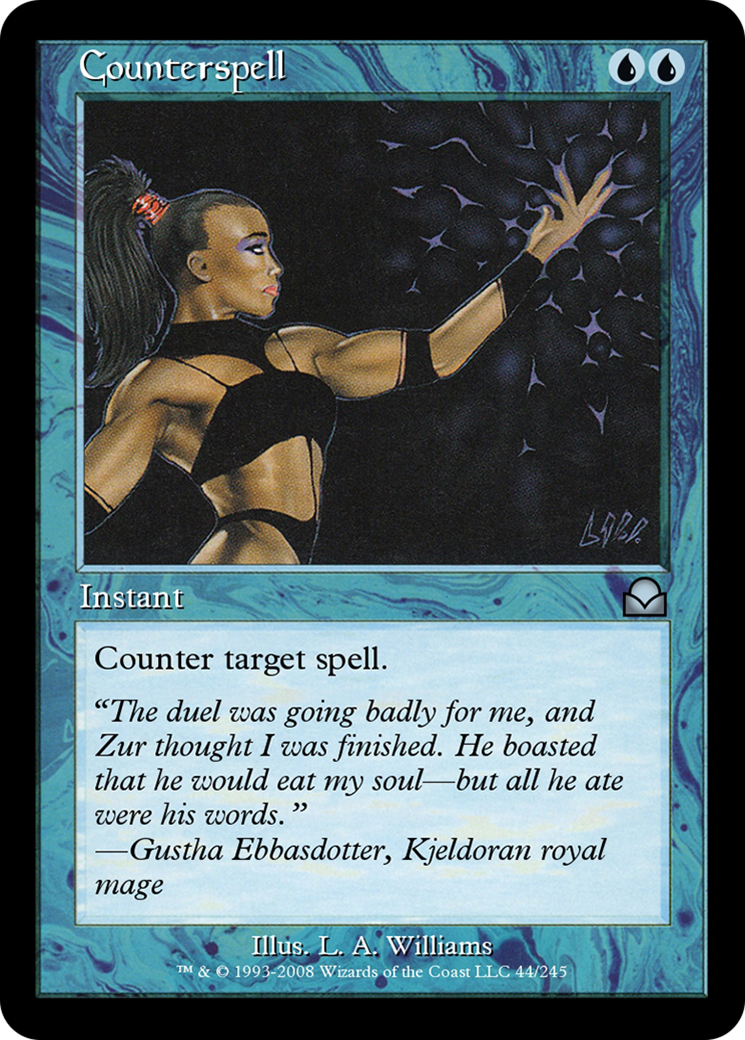 Counterspell
Instant
Counter target spell.
“The duel was going badly for me, and
Zur thought I was finished. He boasted
that he would eat my soul—but all he ate
were his words.”
—Gustha Ebbasdotter, Kjeldoran royal
mage
Illus. L. A. Williams
™ & © 1993-2008 Wizards of the Coast LLC 44/245